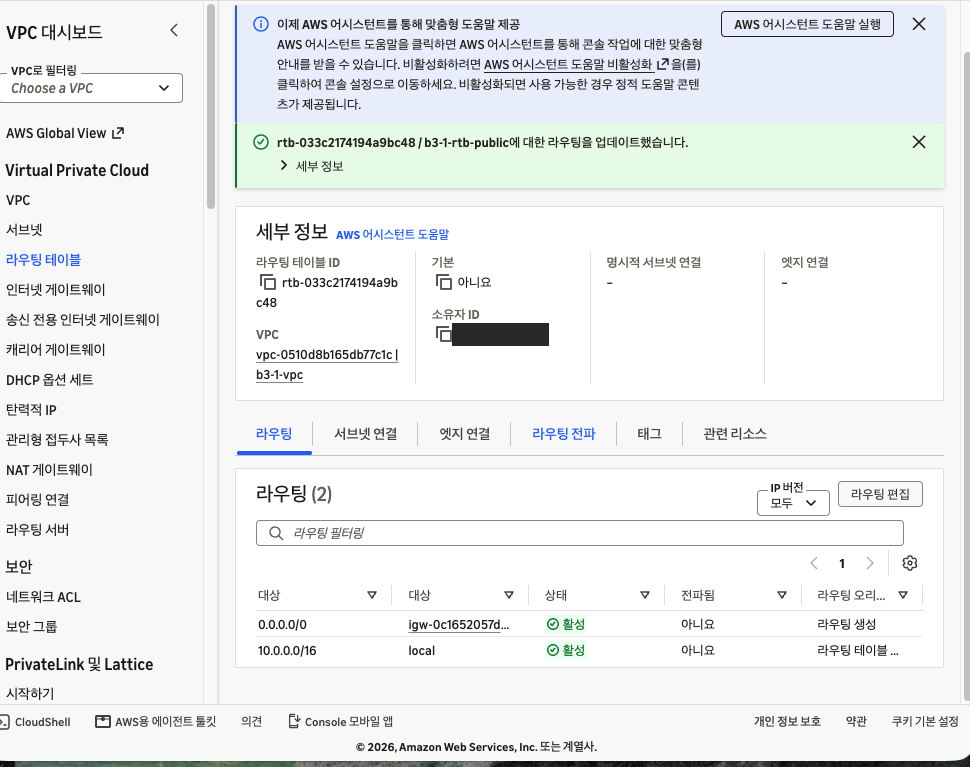 VPC 대시보드
VPC로 필터링
Choose a VPC
AWS Global View
Virtual Private Cloud
VPC
서브넷
라우팅 테이블
인터넷 게이트웨이
송신 전용 인터넷 게이트웨이
캐리어 게이트웨이
DHCP 옵션 세트
탄력적 IP
관리형 접두사 목록
NAT 게이트웨이
피어링 연결
라우팅 서버
보안
네트워크 ACL
보안 그룹
PrivateLink 및 Lattice
시작하기
이제 AWS 어시스턴트를 통해 맞춤형 도움말 제공
AWS 어시스턴트 도움말을 클릭하면 AWS 어시스턴트를 통해 콘솔 작업에 대한 맞춤형
안내를 받을 수 있습니다. 비활성화하려면 AWS 어시스턴트 도움말 비활성화 을(를)
클릭하여 콘솔 설정으로 이동하세요. 비활성화되면 사용 가능한 경우 정적 도움말 콘텐
츠가 제공됩니다.
AWS 어시스턴트 도움말 실행
rtb-033c2174194a9bc48 / b3-1-rtb-public에 대한 라우팅을 업데이트했습니다.
세부 정보
세부 정보 AWS 어시스턴트 도움말
라우팅 테이블 ID
rtb-033c2174194a9b
c48
VPC
vpc-0510d8b165db77c1c |
b3-1-vpc
기본
아니요
소유자 ID
명시적 서브넷 연결
–
엣지 연결
–
라우팅 서브넷 연결 엣지 연결 라우팅 전파 태그 관련 리소스
라우팅 (2)
IP 버전
모두
라우팅 편집
라우팅 필터링
1
대상 대상 상태 전파됨 라우팅 오리...
0.0.0.0/0 igw-0c1652057d... 활성 아니요 라우팅 생성
10.0.0.0/16 local 활성 아니요 라우팅 테이블 ...
CloudShell AWS용 에이전트 툴킷 의견 Console 모바일 앱 개인 정보 보호 약관 쿠키 기본 설정
© 2026, Amazon Web Services, Inc. 또는 계열사.